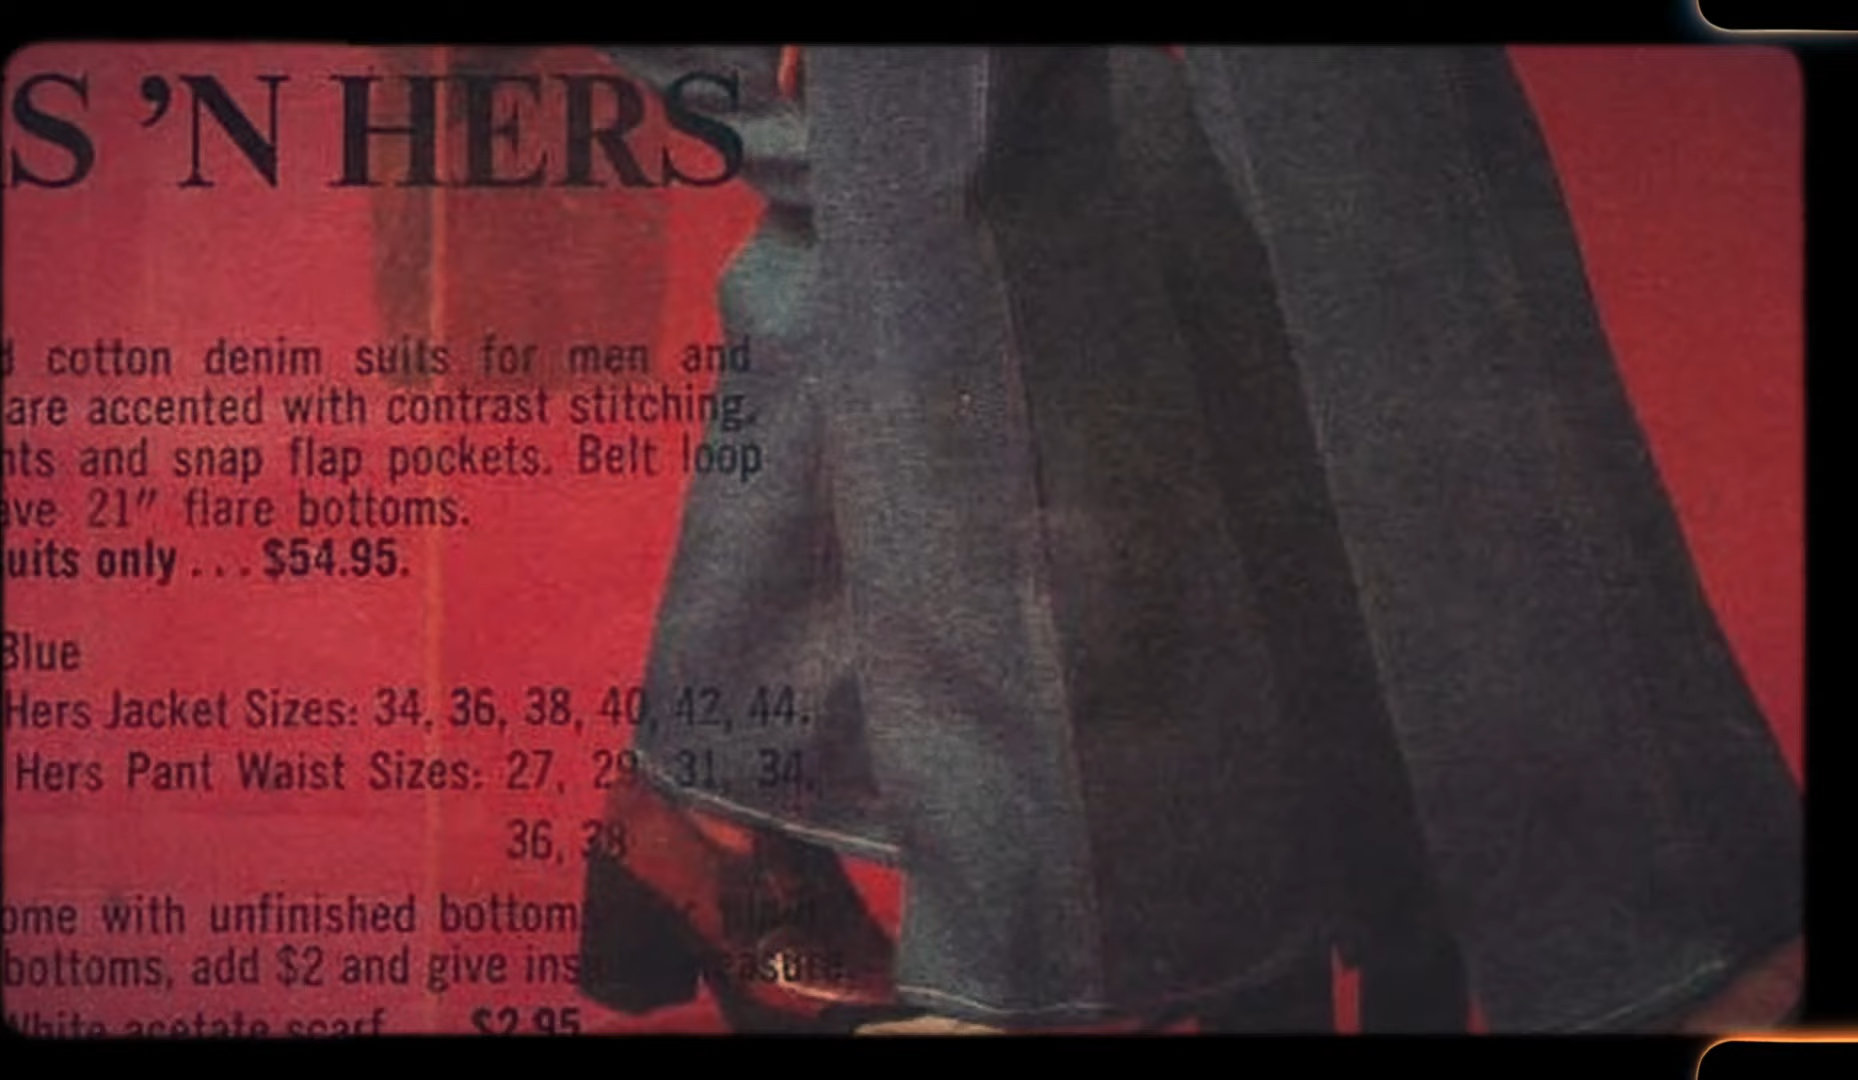 S 'N HERS
cotton denim suits for men and
are accented with contrast stitching.
nts and snap flap pockets. Belt loop
ave 21" flare bottoms.
uits only . . . $54.95.
Blue
Hers Jacket Sizes: 34, 36, 38, 40, 42, 44.
Hers Pant Waist Sizes: 27, 29, 31, 34.
36, 38
ome with unfinished bottom
bottoms, add $2 and give ins
White acetate scarf $2.95